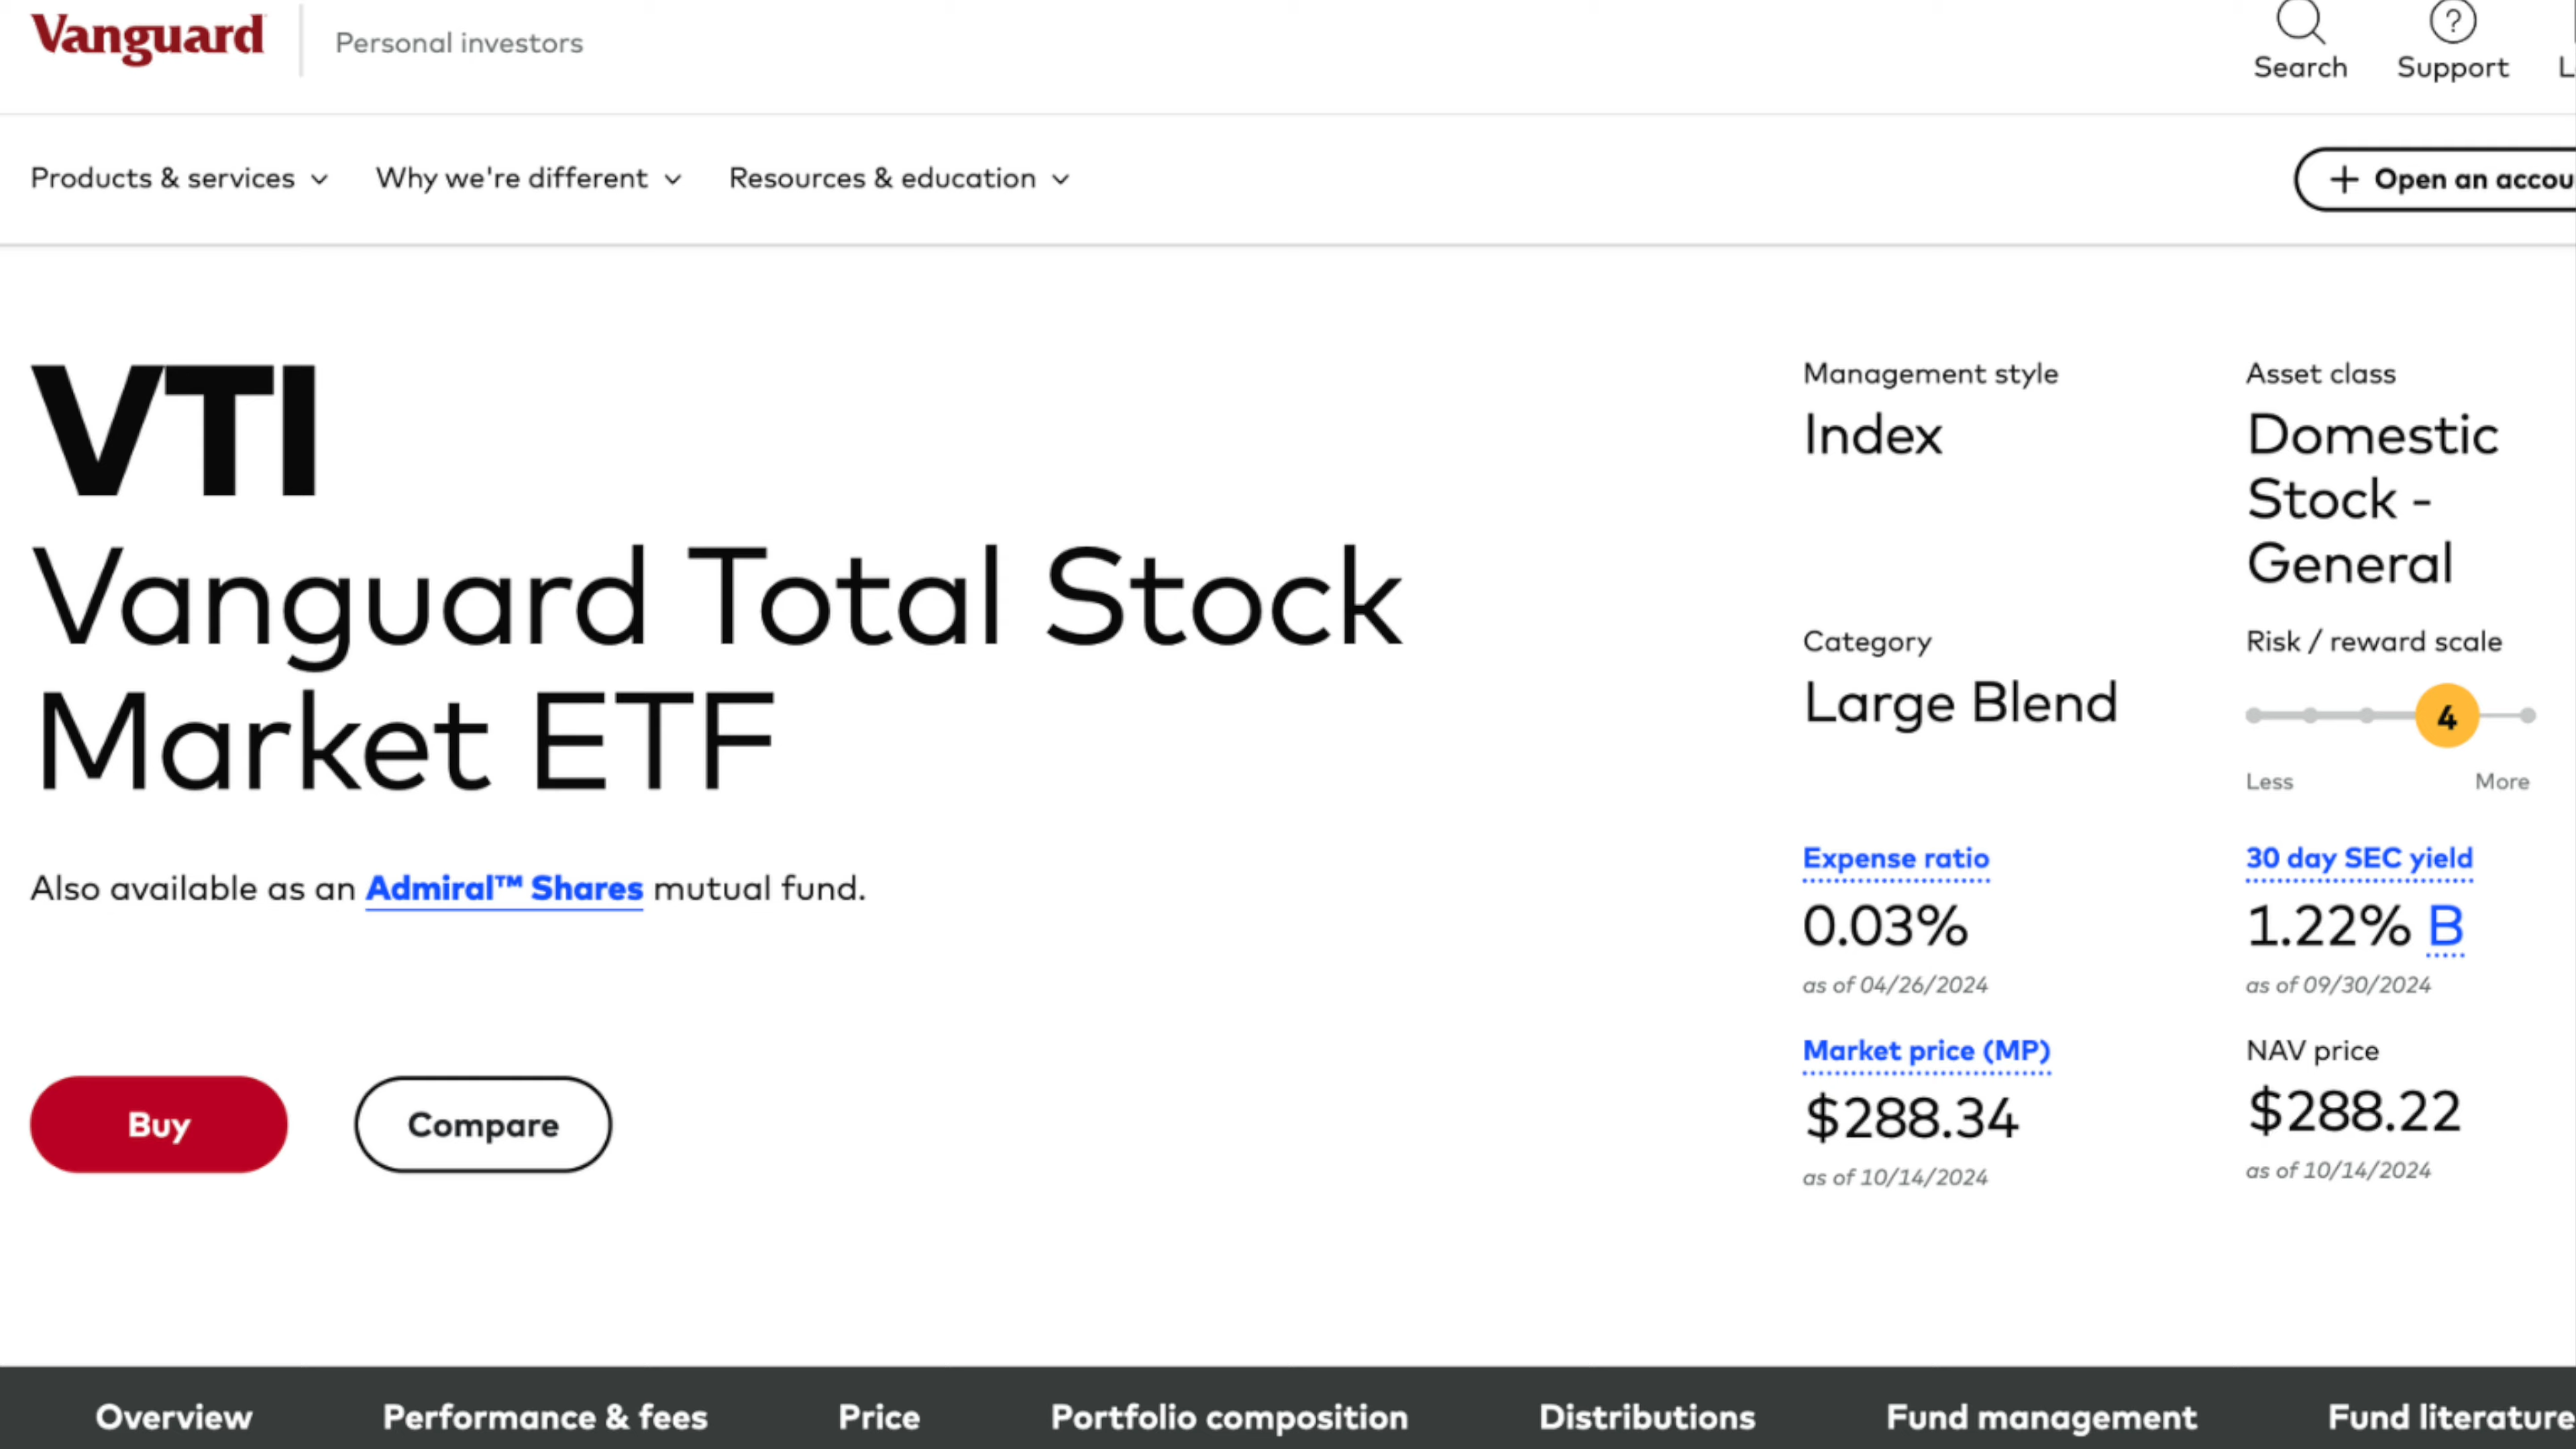 Vanguard
Personal investors
Search
Support
Products & services
Why we're different
Resources & education
+ Open an accou
VTI
Vanguard Total Stock
Market ETF
Also available as an Admiral™ Shares mutual fund.
Buy
Compare
Management style
Index
Asset class
Domestic
Stock -
General
Category
Large Blend
Risk / reward scale
4
Less
More
Expense ratio
0.03%
as of 04/26/2024
30 day SEC yield
1.22% B
as of 09/30/2024
Market price (MP)
$288.34
as of 10/14/2024
NAV price
$288.22
as of 10/14/2024
Overview
Performance & fees
Price
Portfolio composition
Distributions
Fund management
Fund literature